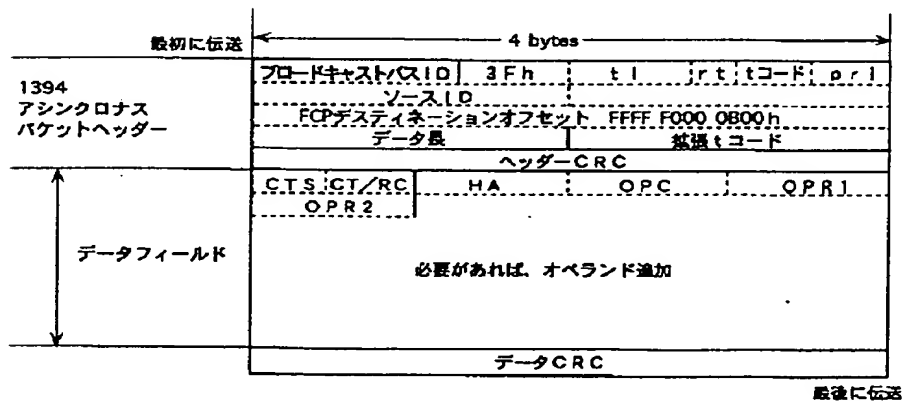 最初に伝送
4 bytes
1394
アシンクロナス
パケットヘッダー
ブロードキャストバスID 3Fh tl rt tコード pri
ソースID
FCPデスティネーションオフセット FFFF F000 0B00h
データ長 拡張tコード
ヘッダーCRC
データフィールド
CTS CT/RC HA OPC OPR1
OPR2
必要があれば、オペランド追加
データCRC
最後に伝送